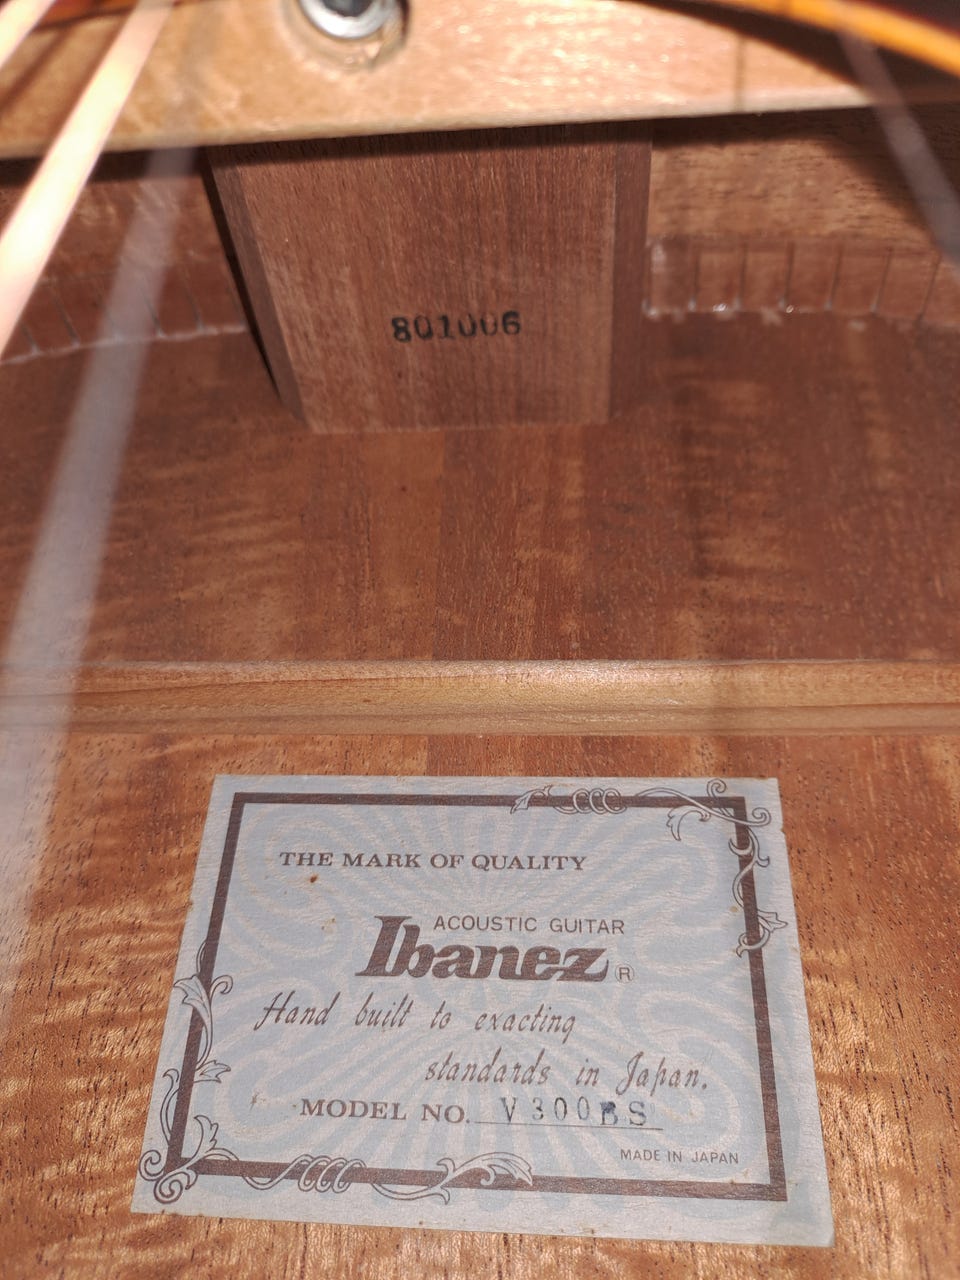 801006
THE MARK OF QUALITY
ACOUSTIC GUITAR
Ibanez ®
Hand built to exacting
standards in Japan.
MODEL NO. V300BS
MADE IN JAPAN